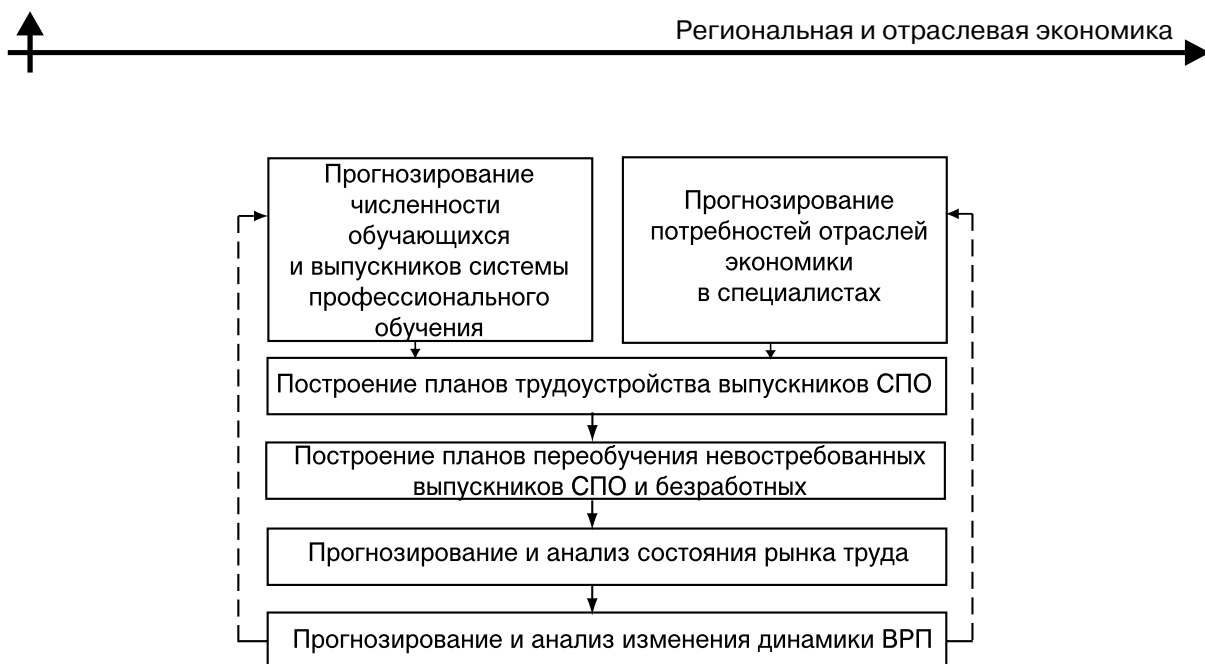 Региональная и отраслевая экономика
Прогнозирование
численности
обучающихся
и выпускников системы
профессионального
обучения
Прогнозирование
потребностей отраслей
экономики
в специалистах
Построение планов трудоустройства выпускников СПО
Построение планов переобучения невостребованных
выпускников СПО и безработных
Прогнозирование и анализ состояния рынка труда
Прогнозирование и анализ изменения динамики ВРП